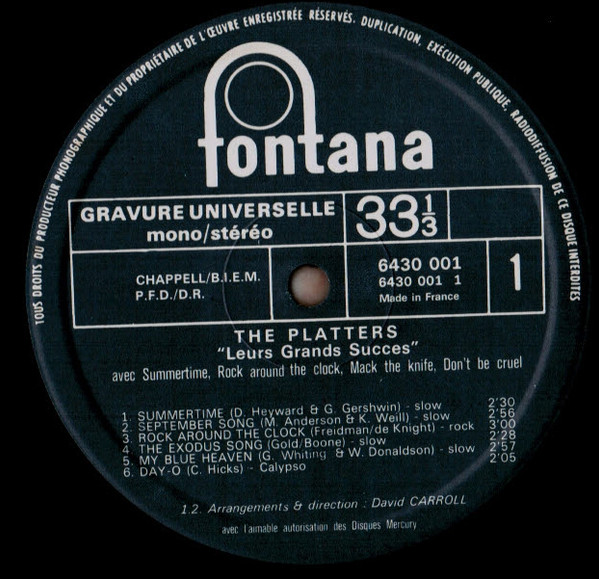 TOUS DROITS DU PRODUCTEUR PHONOGRAPHIQUE ET DU PROPRIÉTAIRE DE L'ŒUVRE ENREGISTRÉE RÉSERVÉS. DUPLICATION, EXÉCUTION PUBLIQUE, RADIODIFFUSION DE CE DISQUE INTERDITES
fontana
GRAVURE UNIVERSELLE
mono/stéréo
33 1/3
CHAPPELL/B.I.E.M.
P.F.D./D.R.
6430 001
6430 001 1
Made in France
1
THE PLATTERS
"Leurs Grands Succes"
avec Summertime, Rock around the clock, Mack the knife, Don't be cruel
1. SUMMERTIME (D. Heyward & G. Gershwin) - slow 2'30
2. SEPTEMBER SONG (M. Anderson & K. Weill) - slow 2'56
3. ROCK AROUND THE CLOCK (Freidman/de Knight) - rock 3'00
4. THE EXODUS SONG (Gold/Boone) - slow 2'28
5. MY BLUE HEAVEN (G. Whiting & W. Donaldson) - slow 2'57
6. DAY-O (C. Hicks) - Calypso 2'05
1.2. Arrangements & direction : David CARROLL
avec l'aimable autorisation des Disques Mercury